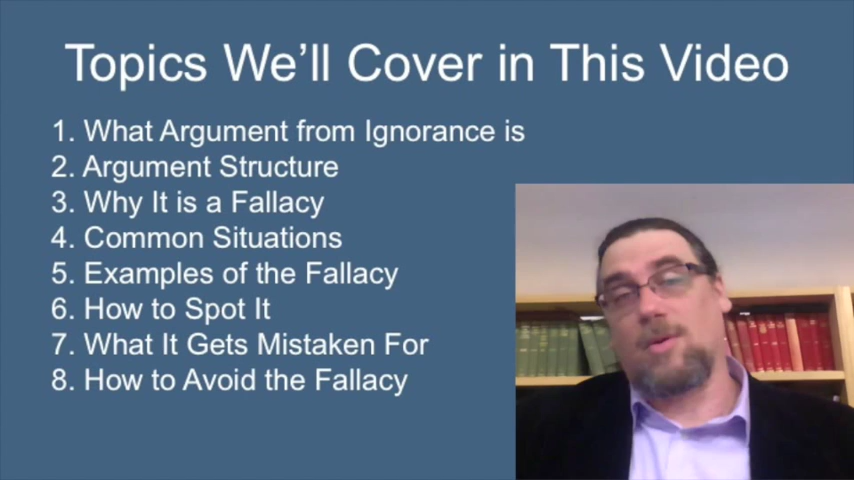 Topics We’ll Cover in This Video
1. What Argument from Ignorance is
2. Argument Structure
3. Why It is a Fallacy
4. Common Situations
5. Examples of the Fallacy
6. How to Spot It
7. What It Gets Mistaken For
8. How to Avoid the Fallacy